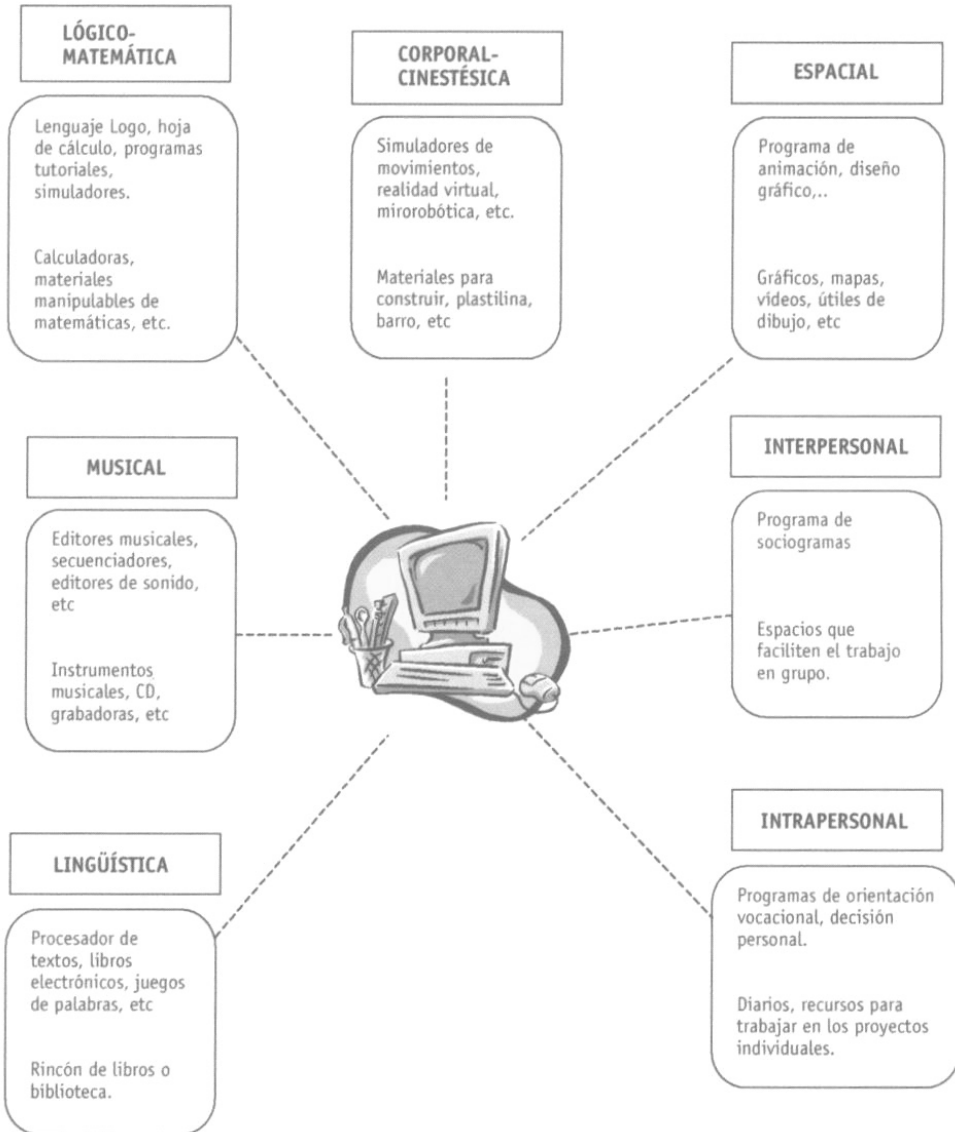 LÓGICO-
MATEMÁTICA
Lenguaje Logo, hoja
de cálculo, programas
tutoriales,
simuladores.
Calculadoras,
materiales
manipulables de
matemáticas, etc.
CORPORAL-
CINESTÉSICA
Simuladores de
movimientos,
realidad virtual,
mirorobótica, etc.
Materiales para
construir, plastilina,
barro, etc
ESPACIAL
Programa de
animación, diseño
gráfico,..
Gráficos, mapas,
vídeos, útiles de
dibujo, etc
MUSICAL
Editores musicales,
secuenciadores,
editores de sonido,
etc
Instrumentos
musicales, CD,
grabadoras, etc
INTERPERSONAL
Programa de
sociogramas
Espacios que
faciliten el trabajo
en grupo.
LINGÜÍSTICA
Procesador de
textos, libros
electrónicos, juegos
de palabras, etc
Rincón de libros o
biblioteca.
INTRAPERSONAL
Programas de orientación
vocacional, decisión
personal.
Diarios, recursos para
trabajar en los proyectos
individuales.